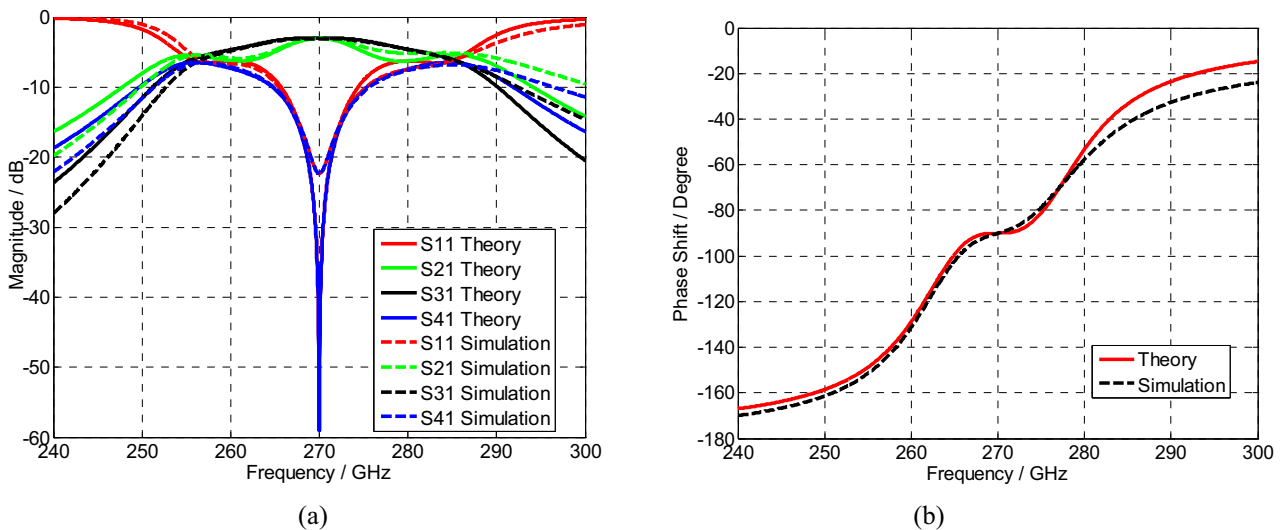 0
-10
-20
-30
-40
-50
-60
Magnitude / dB
240 250 260 270 280 290 300
Frequency / GHz
S11 Theory
S21 Theory
S31 Theory
S41 Theory
S11 Simulation
S21 Simulation
S31 Simulation
S41 Simulation
(a)
0
-20
-40
-60
-80
-100
-120
-140
-160
-180
Phase Shift / Degree
240 250 260 270 280 290 300
Frequency / GHz
Theory
Simulation
(b)